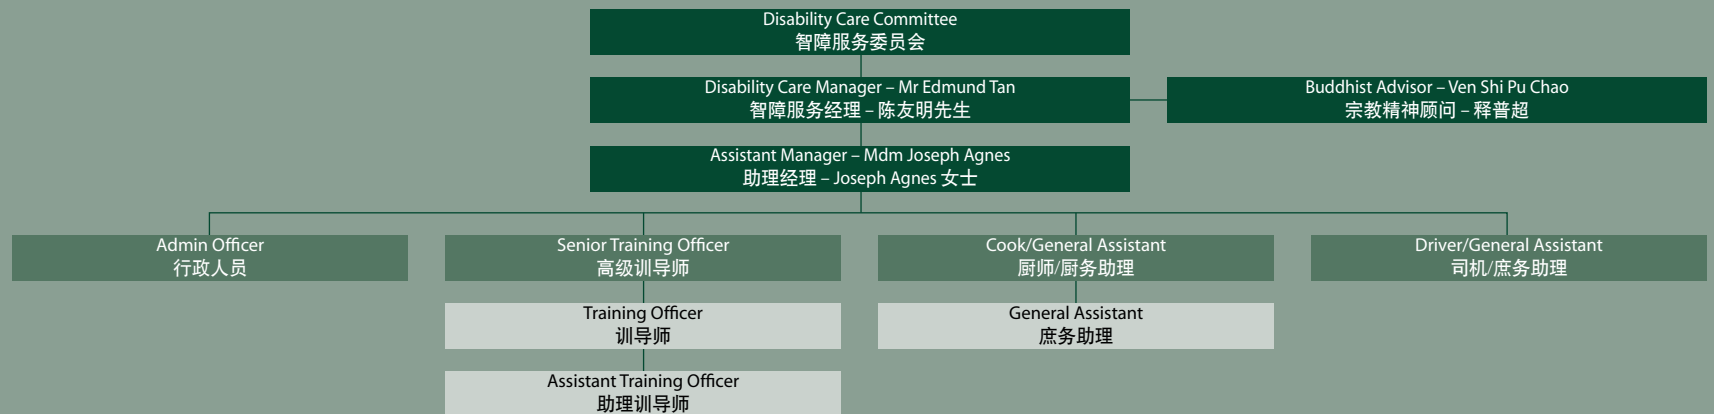 Disability Care Committee
智障服务委员会
Disability Care Manager – Mr Edmund Tan
智障服务经理 – 陈友明先生
Buddhist Advisor – Ven Shi Pu Chao
宗教精神顾问 – 释普超
Assistant Manager – Mdm Joseph Agnes
助理经理 – Joseph Agnes 女士
Admin Officer
行政人员
Senior Training Officer
高级训导师
Cook/General Assistant
厨师/厨务助理
Driver/General Assistant
司机/庶务助理
Training Officer
训导师
General Assistant
庶务助理
Assistant Training Officer
助理训导师